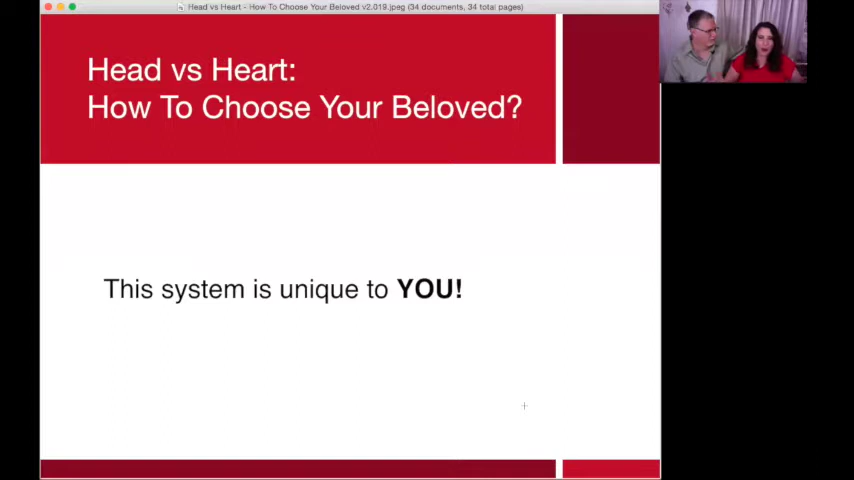 Head vs Heart - How To Choose Your Beloved v2.019.jpeg (34 documents, 34 total pages)
Head vs Heart:
How To Choose Your Beloved?
This system is unique to YOU!